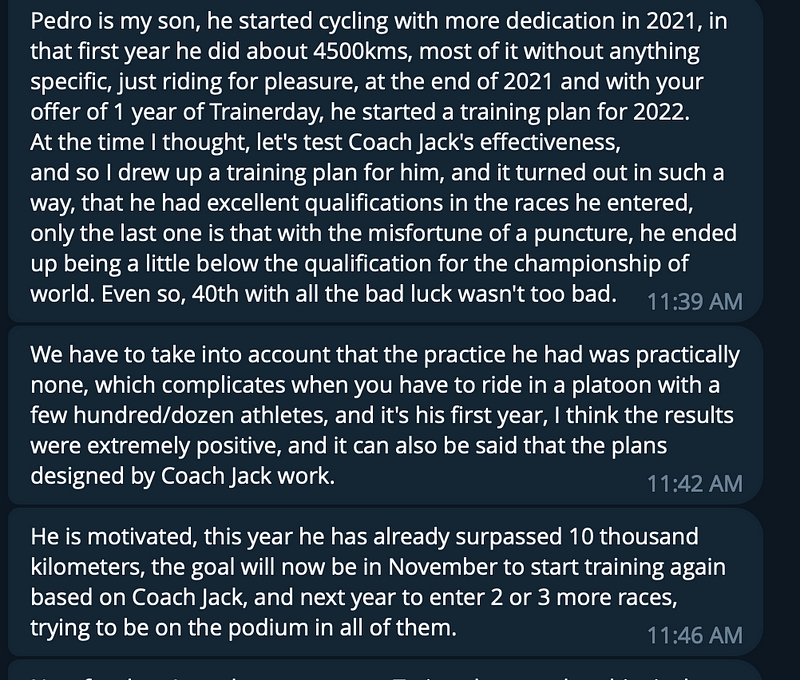 Pedro is my son, he started cycling with more dedication in 2021, in
that first year he did about 4500kms, most of it without anything
specific, just riding for pleasure, at the end of 2021 and with your
offer of 1 year of Trainerday, he started a training plan for 2022.
At the time I thought, let's test Coach Jack's effectiveness,
and so I drew up a training plan for him, and it turned out in such a
way, that he had excellent qualifications in the races he entered,
only the last one is that with the misfortune of a puncture, he ended
up being a little below the qualification for the championship of
world. Even so, 40th with all the bad luck wasn't too bad. 11:39 AM
We have to take into account that the practice he had was practically
none, which complicates when you have to ride in a platoon with a
few hundred/dozen athletes, and it's his first year, I think the results
were extremely positive, and it can also be said that the plans
designed by Coach Jack work. 11:42 AM
He is motivated, this year he has already surpassed 10 thousand
kilometers, the goal will now be in November to start training again
based on Coach Jack, and next year to enter 2 or 3 more races,
trying to be on the podium in all of them. 11:46 AM